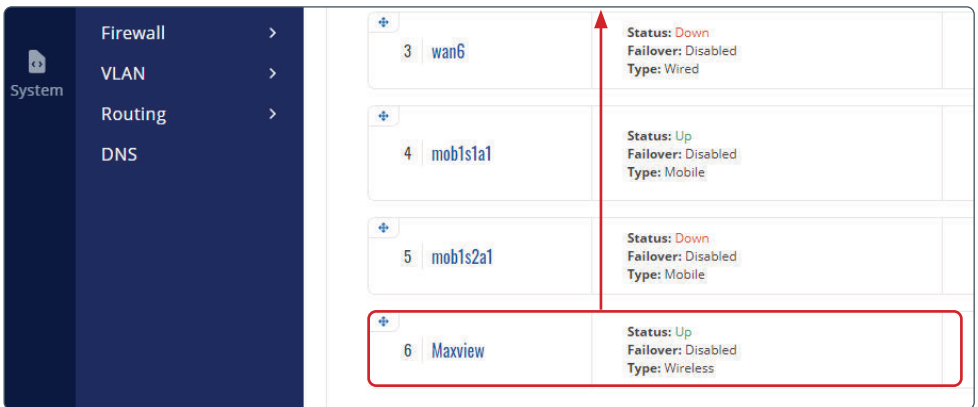 System
Firewall
VLAN
Routing
DNS
3 wan6
Status: Down
Failover: Disabled
Type: Wired
4 mob1s1a1
Status: Up
Failover: Disabled
Type: Mobile
5 mob1s2a1
Status: Down
Failover: Disabled
Type: Mobile
6 Maxview
Status: Up
Failover: Disabled
Type: Wireless